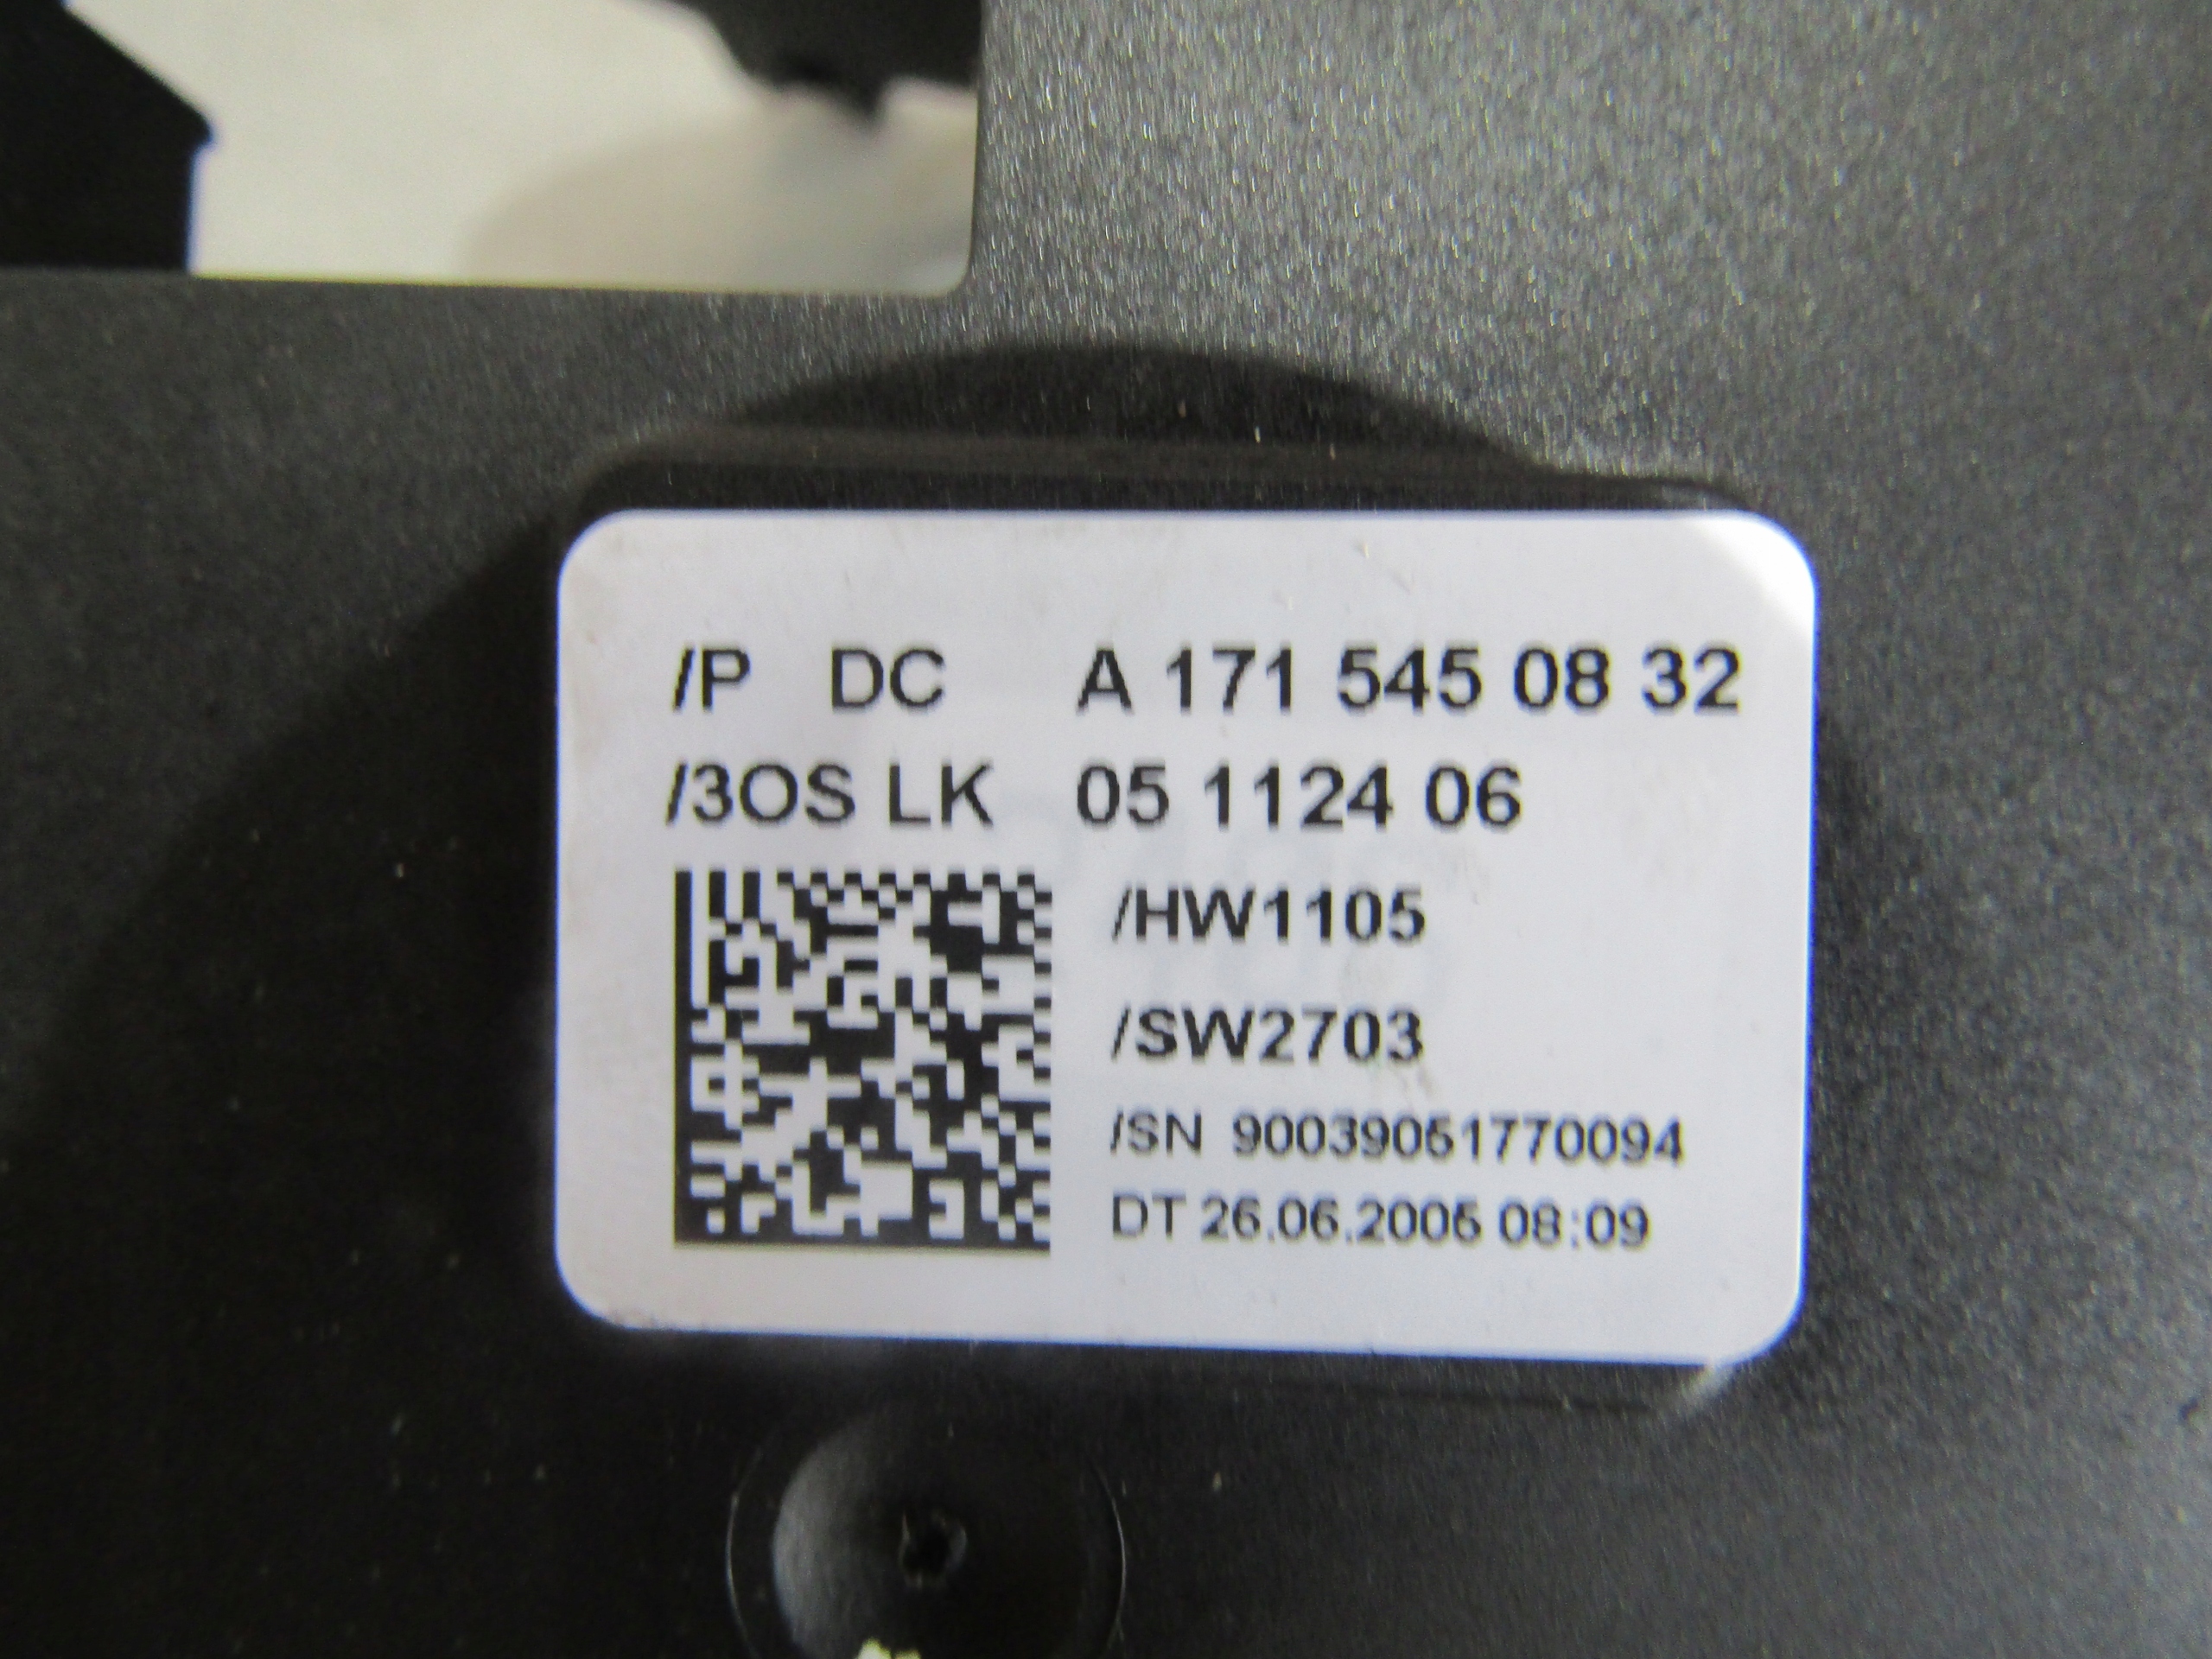 /P DC A 171 545 08 32
/3OS LK 05 1124 06
/HW1105
/SW2703
/SN 90039051770094
DT 26.06.2005 08:09